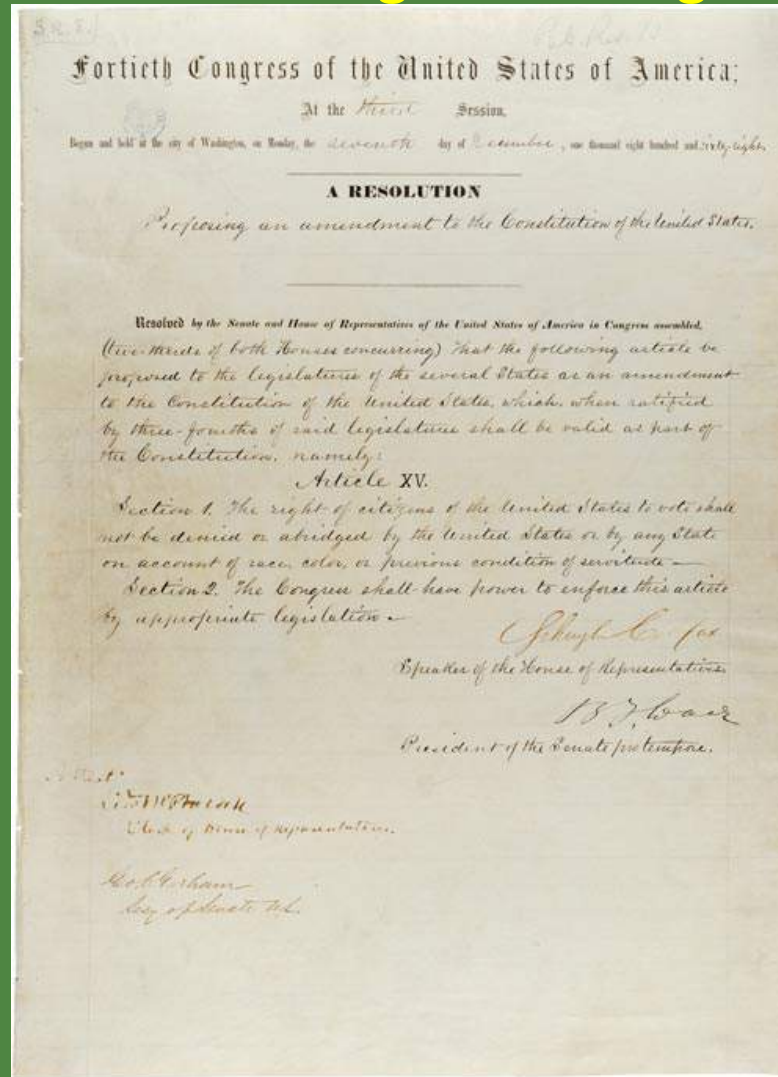 Fortieth Congress of the United States of America;
At the third Session,
Begun and held at the city of Washington, on Monday, the seventh day of December, one thousand eight hundred and sixty-eight.
A RESOLUTION
Proposing an amendment to the Constitution of the United States.
Resolved by the Senate and House of Representatives of the United States of America in Congress assembled,
(two-thirds of both Houses concurring) That the following article be
proposed to the legislatures of the several States as an amendment
to the Constitution of the United States, which, when ratified
by three-fourths of said legislatures shall be valid as part of
the Constitution, namely:
Article XV.
Section 1. The right of citizens of the United States to vote shall
not be denied or abridged by the United States or by any State
on account of race, color, or previous condition of servitude—
Section 2. The Congress shall have power to enforce this article
by appropriate legislation—
Schuyler Colfax
Speaker of the House of Representatives.
B F Wade
President of the Senate pro tempore.
Attest
Clerk of House of Representatives.
Geo C Gorham
Secy of Senate U.S.